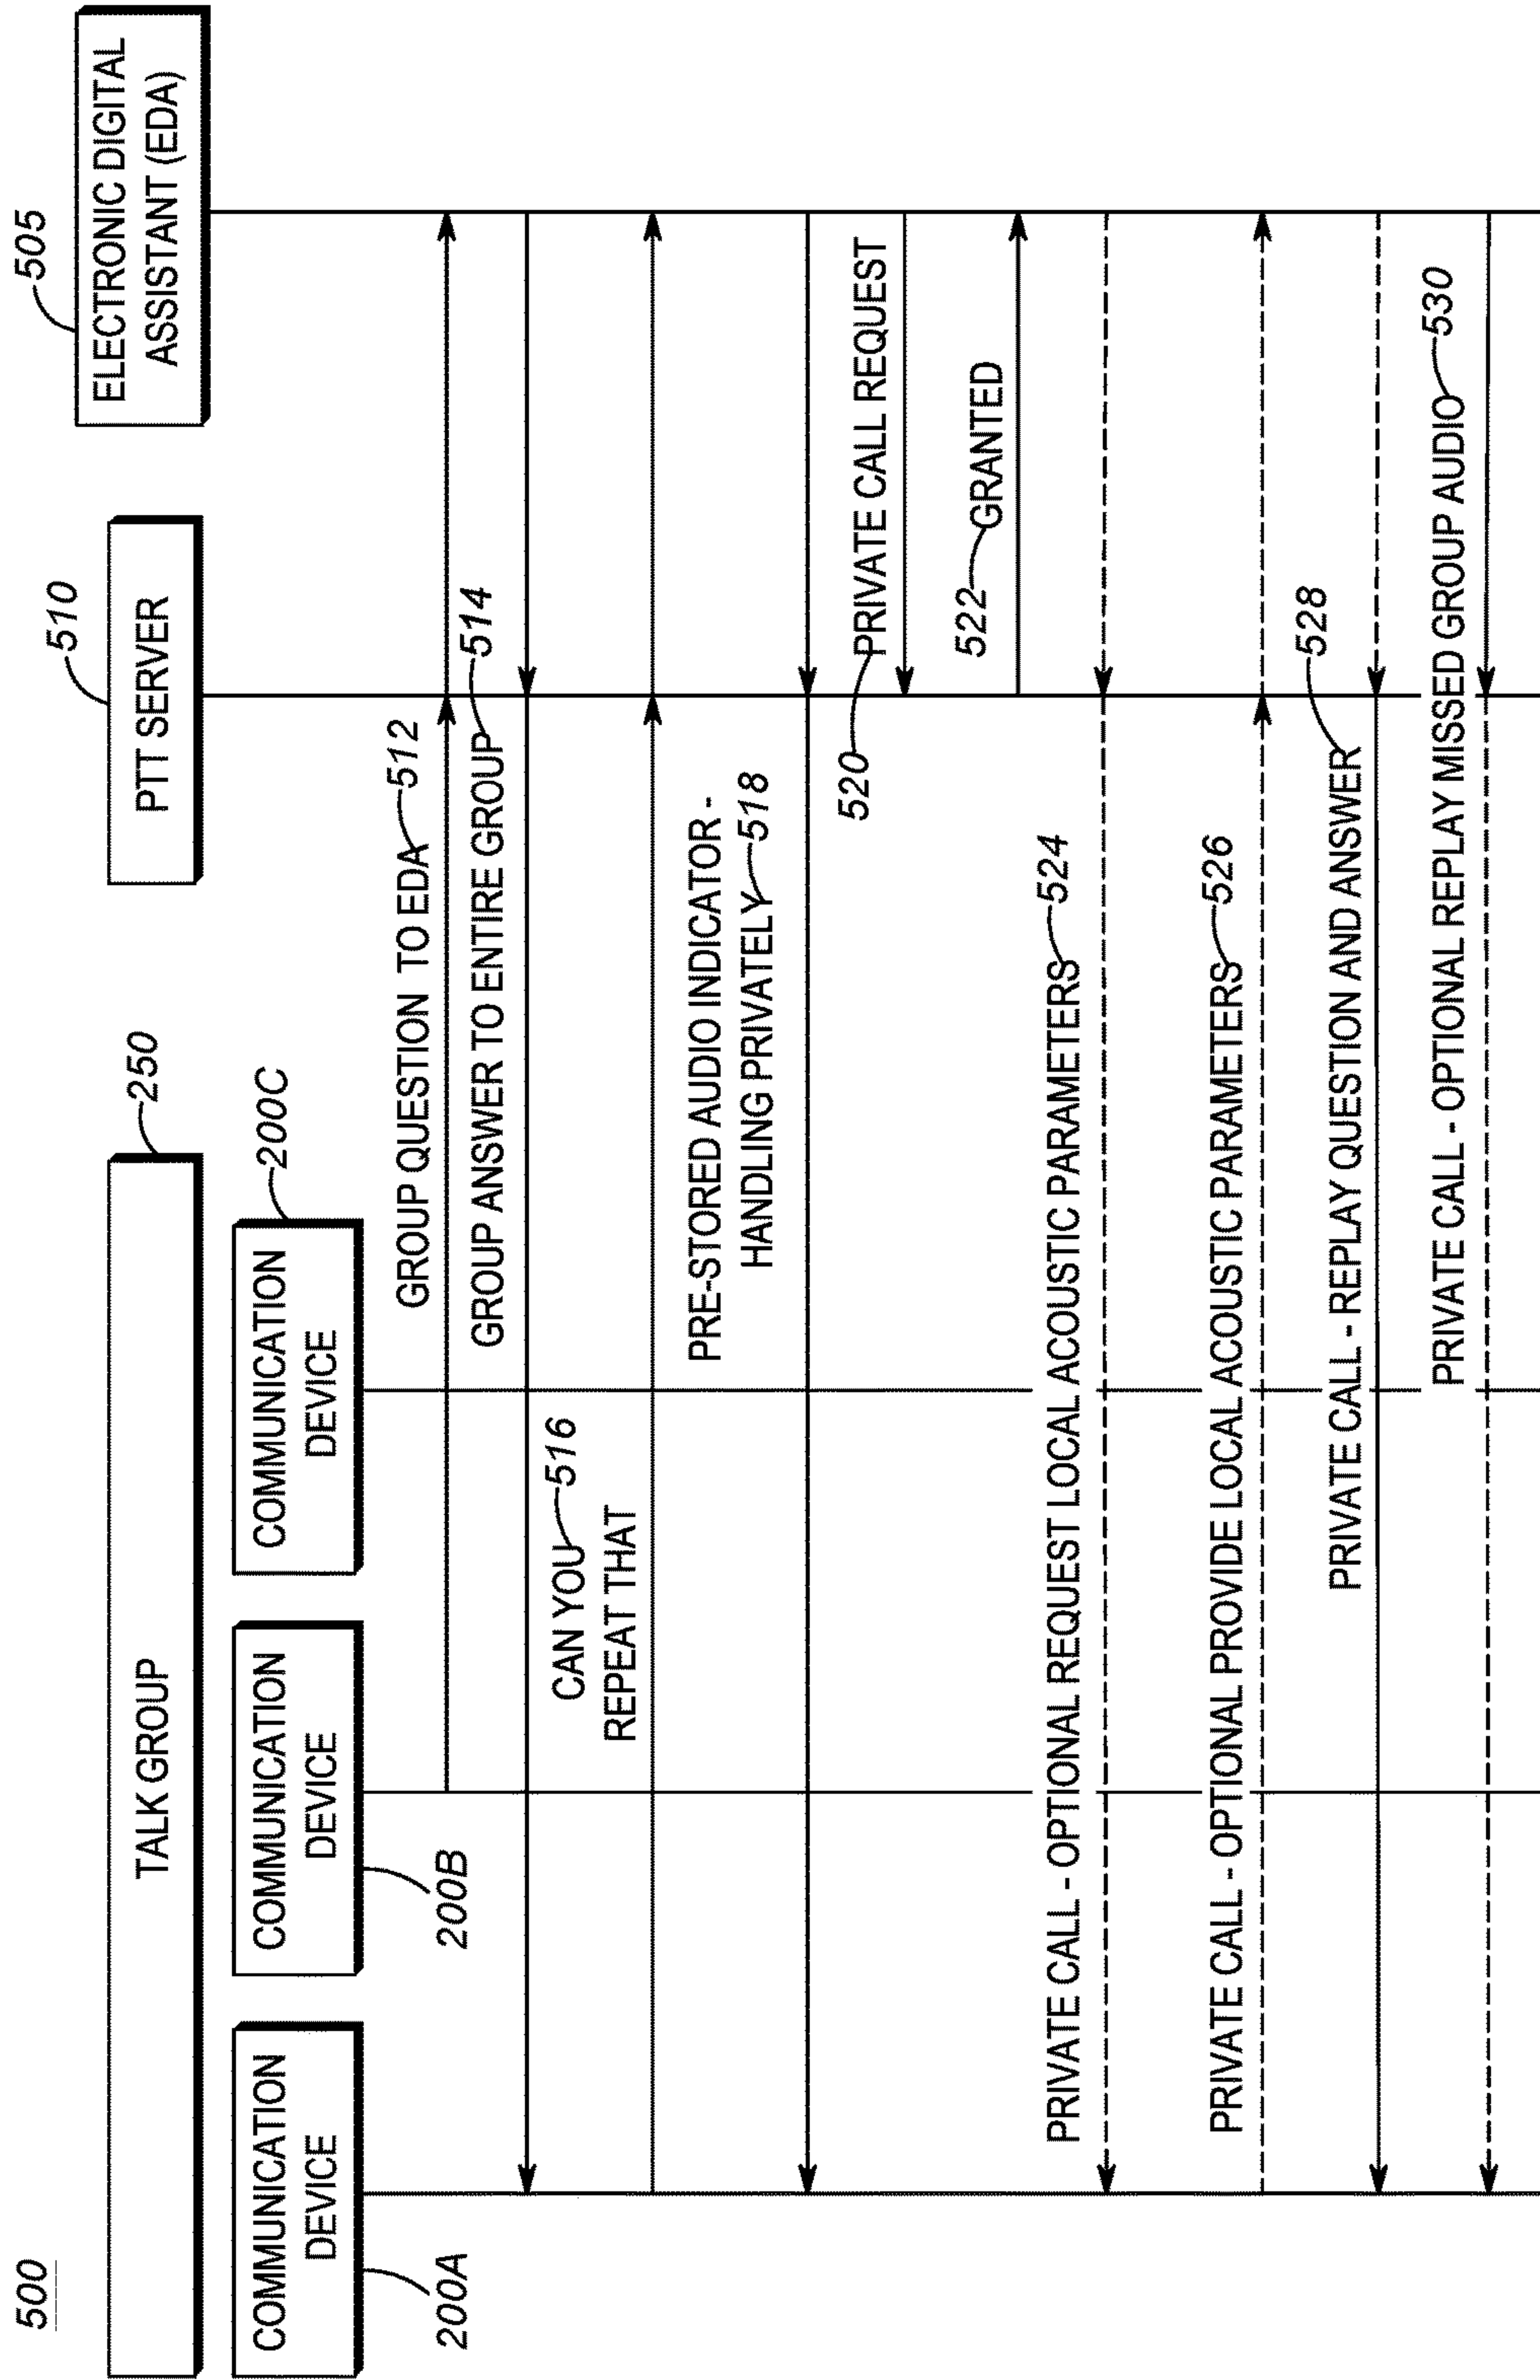 500
TALK GROUP
250
PTT SERVER
510
ELECTRONIC DIGITAL
ASSISTANT (EDA)
505
COMMUNICATION
DEVICE
200A
COMMUNICATION
DEVICE
200B
COMMUNICATION
DEVICE
200C
GROUP QUESTION TO EDA 512
GROUP ANSWER TO ENTIRE GROUP 514
CAN YOU 516
REPEAT THAT
PRE-STORED AUDIO INDICATOR -
HANDLING PRIVATELY 518
520 PRIVATE CALL REQUEST
522 GRANTED
PRIVATE CALL - OPTIONAL REQUEST LOCAL ACOUSTIC PARAMETERS 524
PRIVATE CALL - OPTIONAL PROVIDE LOCAL ACOUSTIC PARAMETERS 526
PRIVATE CALL - REPLAY QUESTION AND ANSWER 528
PRIVATE CALL - OPTIONAL REPLAY MISSED GROUP AUDIO 530